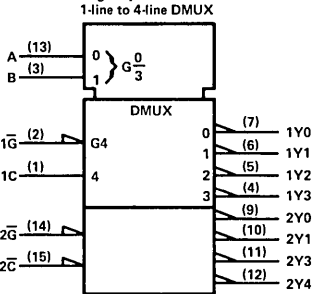 1-line to 4-line DMUX
A (13) 0
B (3) 1
} G 0/3
DMUX
1G̅ (2) G4
1C (1) 4
2G̅ (14)
2C̅ (15)
0 (7) 1Y0
1 (6) 1Y1
2 (5) 1Y2
3 (4) 1Y3
(9) 2Y0
(10) 2Y1
(11) 2Y3
(12) 2Y4